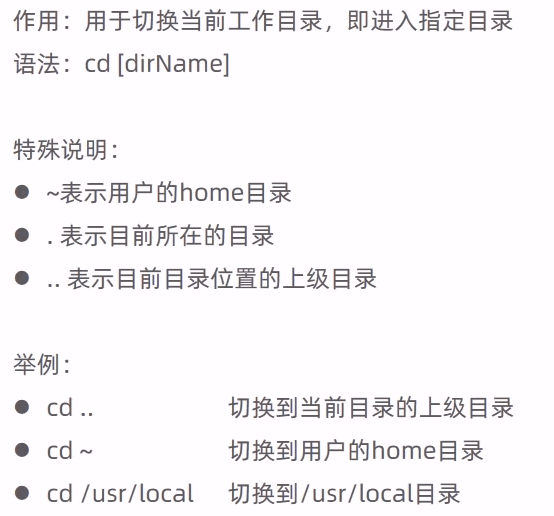 作用：用于切换当前工作目录，即进入指定目录
语法：cd [dirName]
特殊说明：
● ~表示用户的home目录
● . 表示目前所在的目录
● .. 表示目前目录位置的上级目录
举例：
● cd .. 切换到当前目录的上级目录
● cd ~ 切换到用户的home目录
● cd /usr/local 切换到/usr/local目录